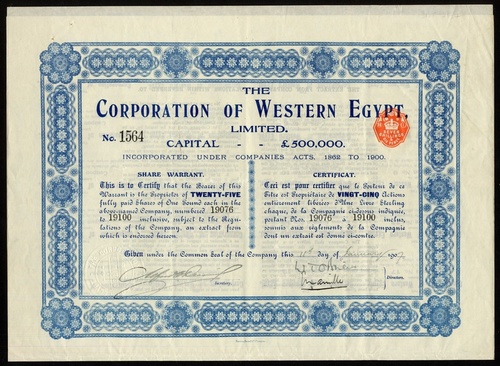 THE
CORPORATION OF WESTERN EGYPT,
LIMITED.
No. 1564
CAPITAL - - £500,000.
INCORPORATED UNDER COMPANIES ACTS, 1862 TO 1900.
SHARE WARRANT.
This is to Certify that the Bearer of this
Warrant is the Proprietor of TWENTY-FIVE
fully paid Shares of One Pound each in the
above-named Company, numbered 19076
to 19100 inclusive, subject to the Regu-
lations of the Company, an extract from
which is endorsed hereon.
CERTIFICAT.
Ceci est pour certifier que le Porteur de ce
Titre est Propriétaire de VINGT-CINQ Actions
entièrement libérées d'Une Livre Sterling
chaque, de la Compagnie ci-dessus indiquée,
portant Nos. 19076 à 19100 inclus,
soumis aux règlements de la Compagnie
dont un extrait est donné ci-contre.
Given under the Common Seal of the Company this day of January 1907
Secretary.
Directors.